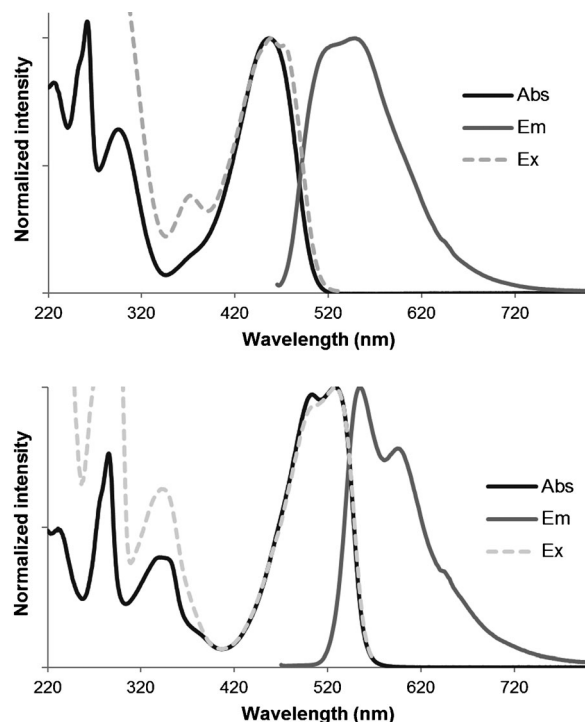 Normalized intensity
Abs
Em
Ex
220 320 420 520 620 720
Wavelength (nm)
Normalized intensity
Abs
Em
Ex
220 320 420 520 620 720
Wavelength (nm)